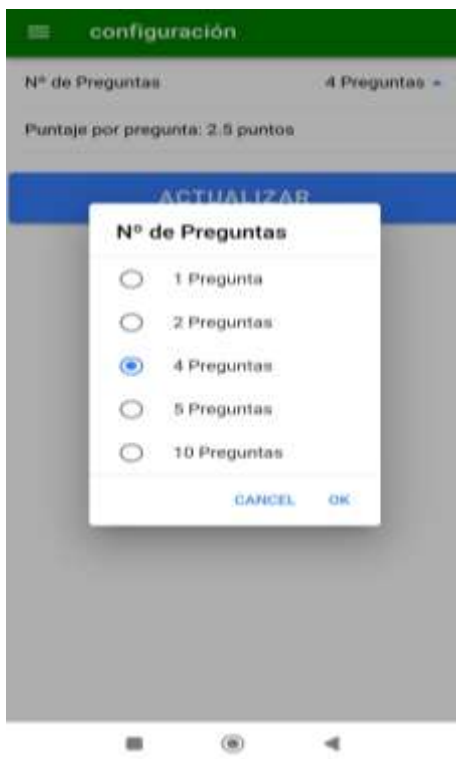 configuración
Nº de Preguntas 4 Preguntas
Puntaje por pregunta: 2.5 puntos
ACTUALIZAR
Nº de Preguntas
1 Pregunta
2 Preguntas
4 Preguntas
5 Preguntas
10 Preguntas
CANCEL OK